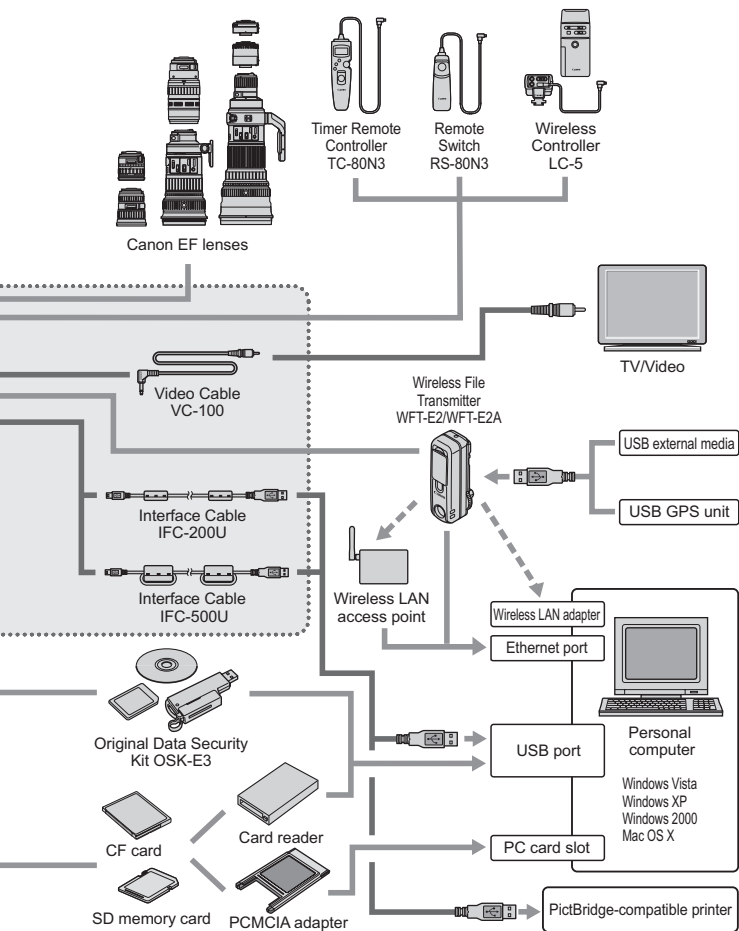 Timer Remote
Controller
TC-80N3
Remote
Switch
RS-80N3
Wireless
Controller
LC-5
Canon EF lenses
TV/Video
Video Cable
VC-100
Wireless File
Transmitter
WFT-E2/WFT-E2A
USB external media
USB GPS unit
Interface Cable
IFC-200U
Interface Cable
IFC-500U
Wireless LAN
access point
Wireless LAN adapter
Ethernet port
Original Data Security
Kit OSK-E3
USB port
Personal
computer
Windows Vista
Windows XP
Windows 2000
Mac OS X
CF card
Card reader
PC card slot
SD memory card
PCMCIA adapter
PictBridge-compatible printer